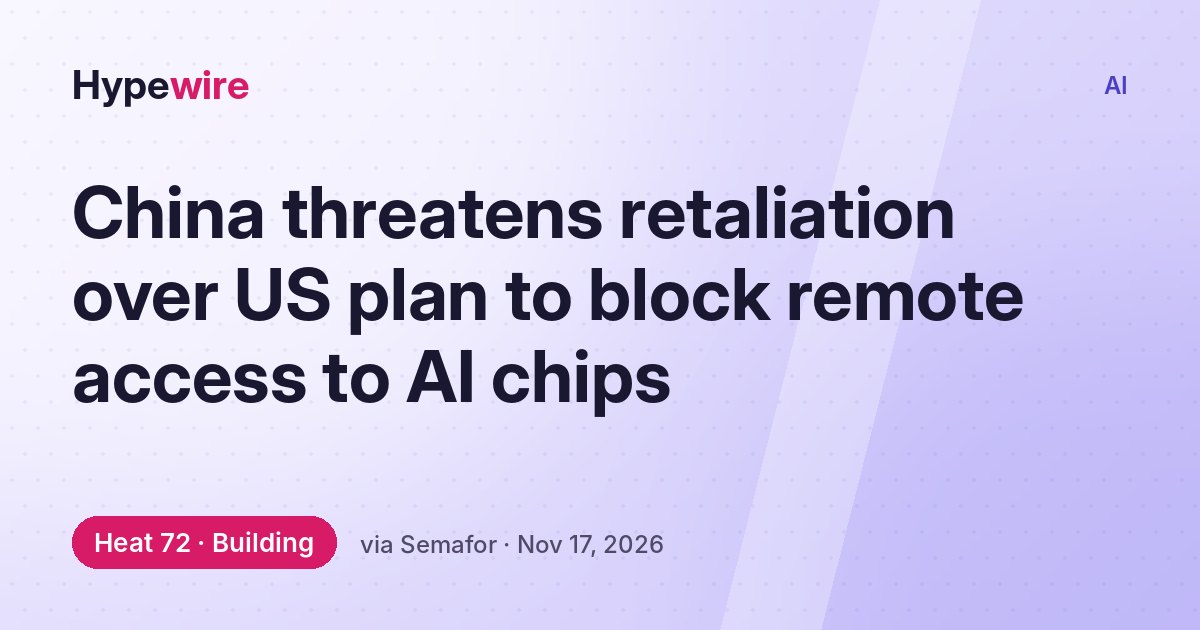 Hypewire
AI
China threatens retaliation
over US plan to block remote
access to AI chips
Heat 72 · Building
via Semafor · Nov 17, 2026